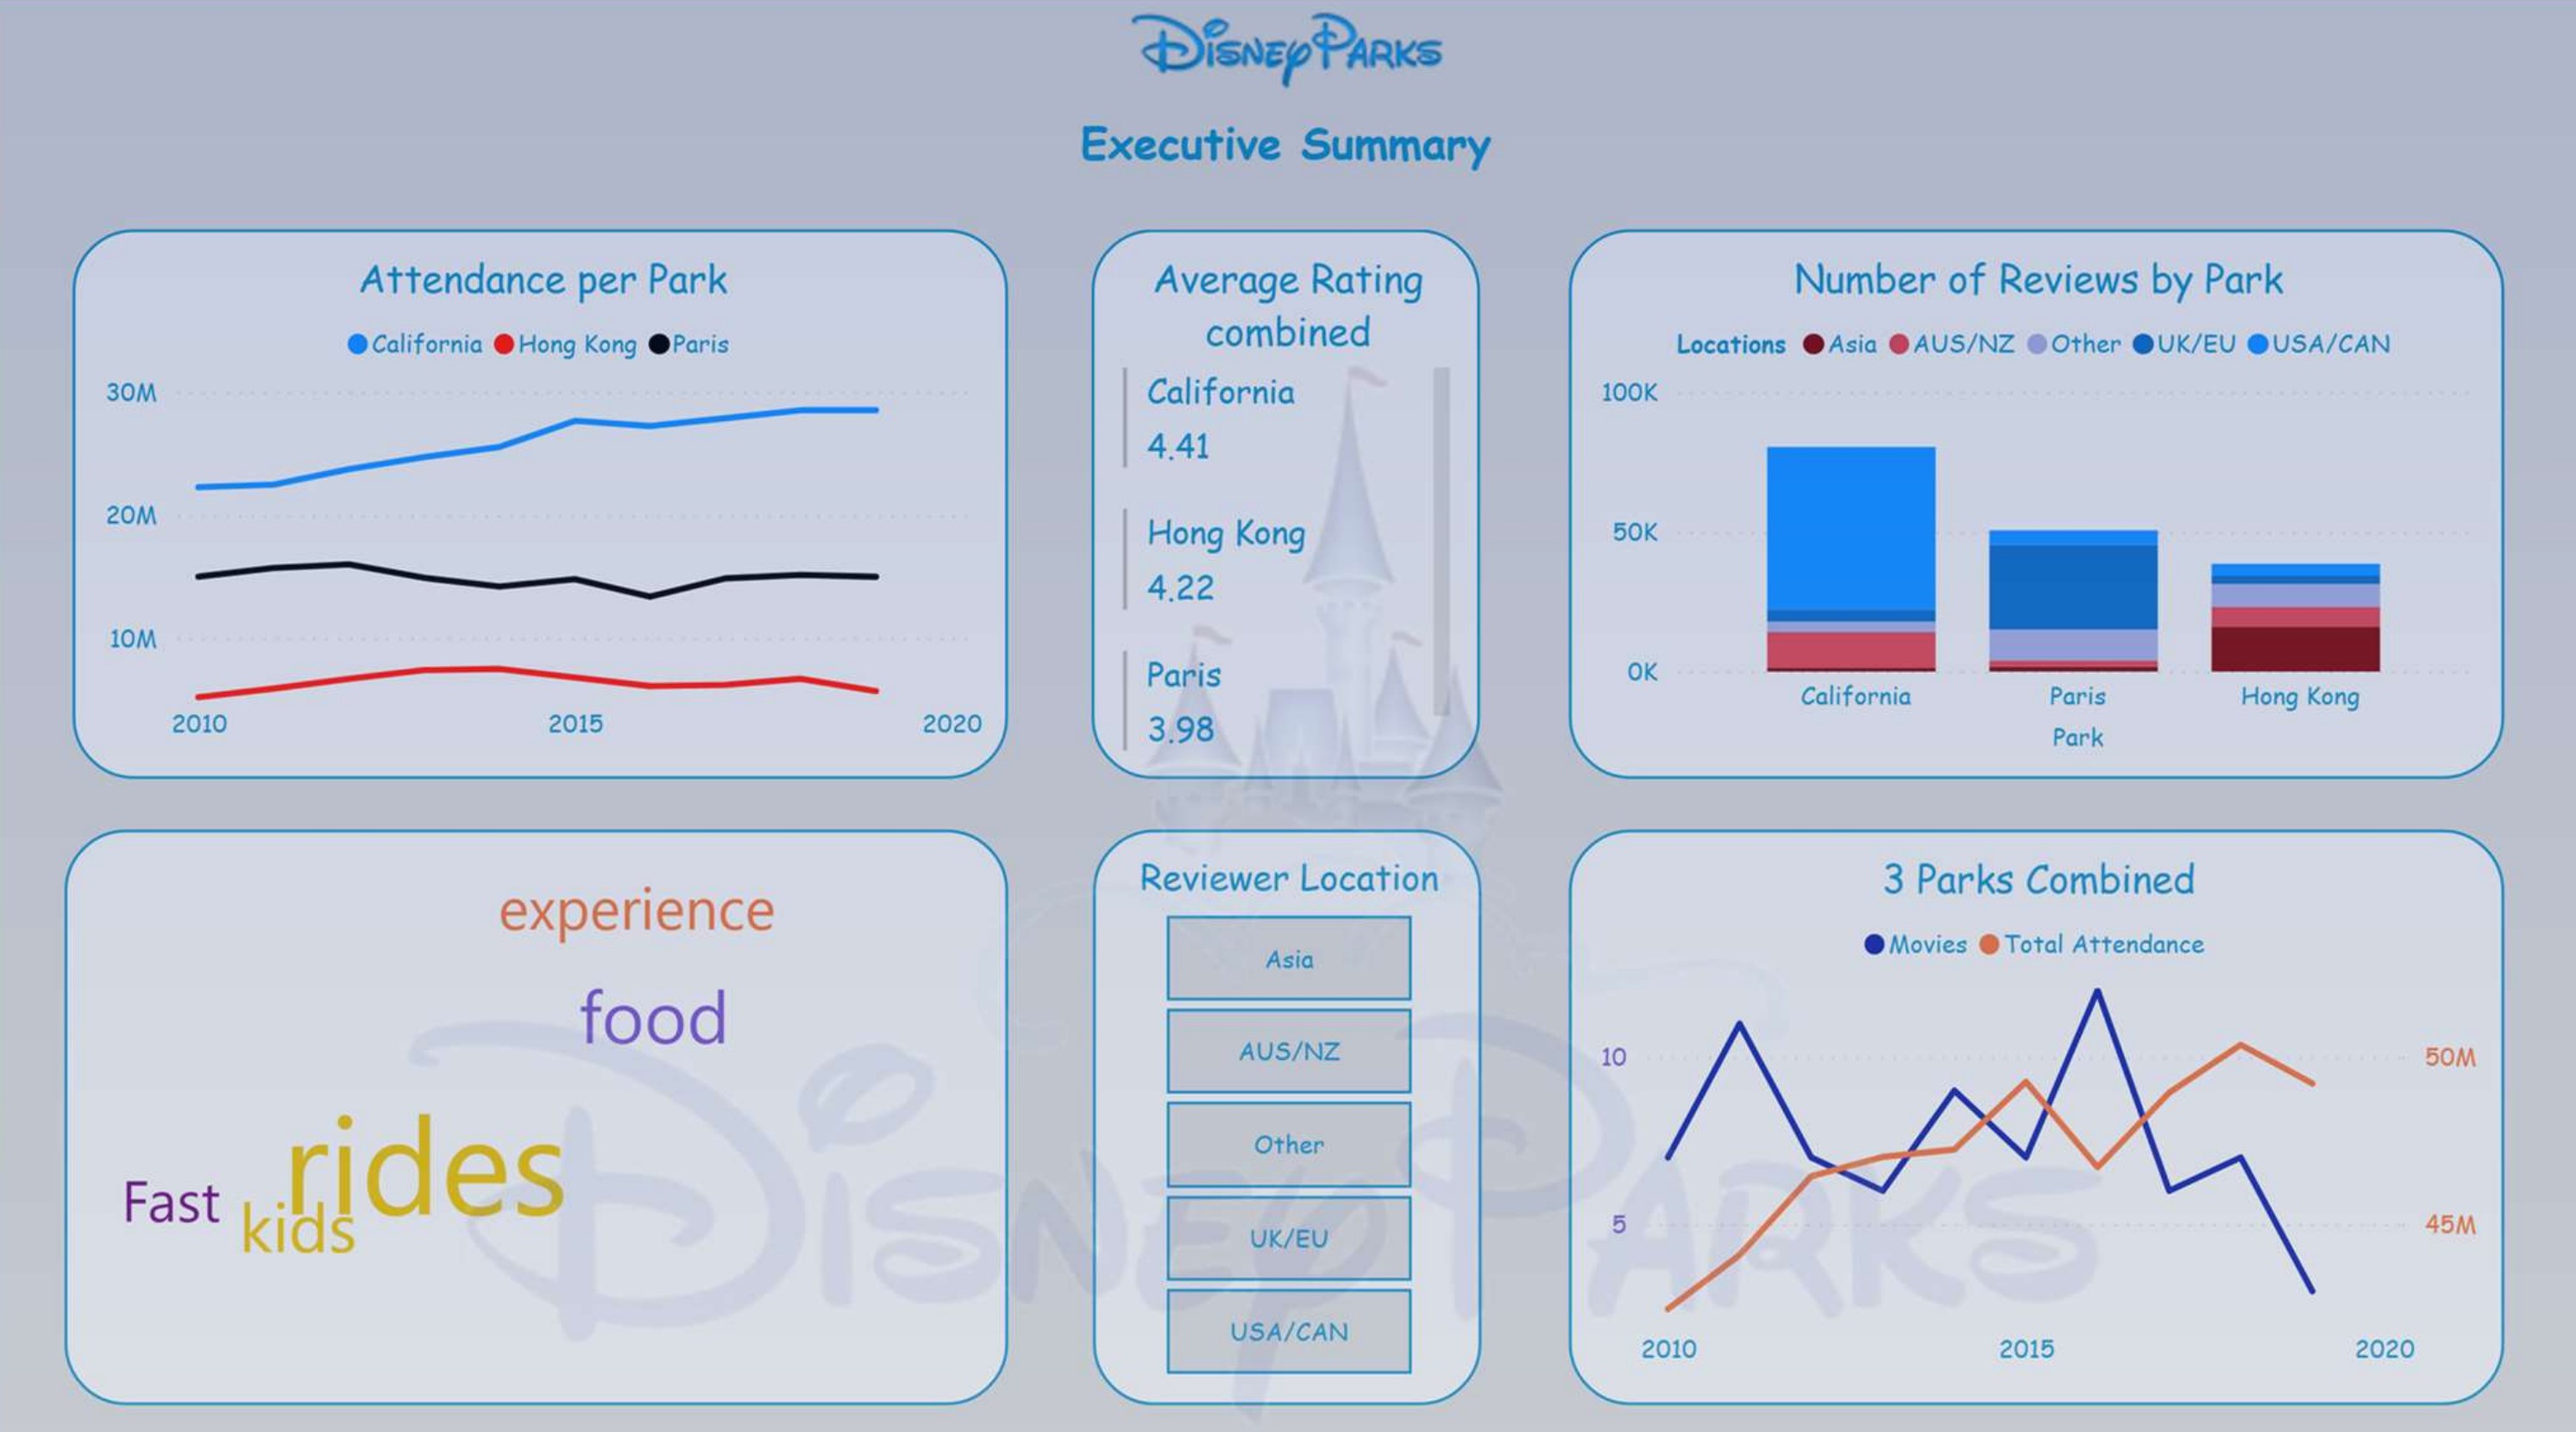 Disney Parks
Executive Summary
Attendance per Park
California Hong Kong Paris
30M
20M
10M
2010 2015 2020
Average Rating
combined
California
4.41
Hong Kong
4.22
Paris
3.98
Number of Reviews by Park
Locations Asia AUS/NZ Other UK/EU USA/CAN
100K
50K
0K
California Paris Hong Kong
Park
experience
food
rides
Fast kids
Reviewer Location
Asia
AUS/NZ
Other
UK/EU
USA/CAN
3 Parks Combined
Movies Total Attendance
10 50M
5 45M
2010 2015 2020
Disney Parks